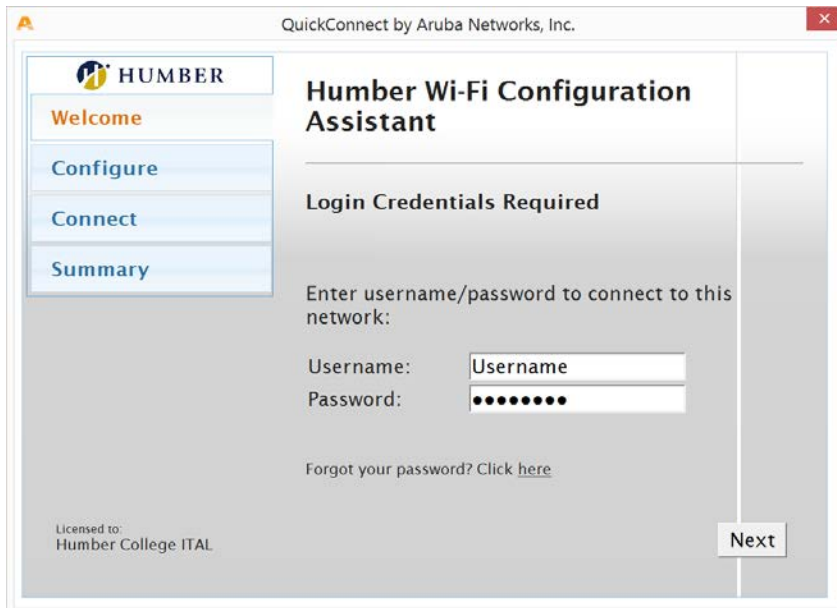 QuickConnect by Aruba Networks, Inc.
HUMBER
Welcome
Configure
Connect
Summary
Humber Wi-Fi Configuration
Assistant
Login Credentials Required
Enter username/password to connect to this
network:
Username: Username
Password: ●●●●●●●●
Forgot your password? Click here
Licensed to:
Humber College ITAL
Next